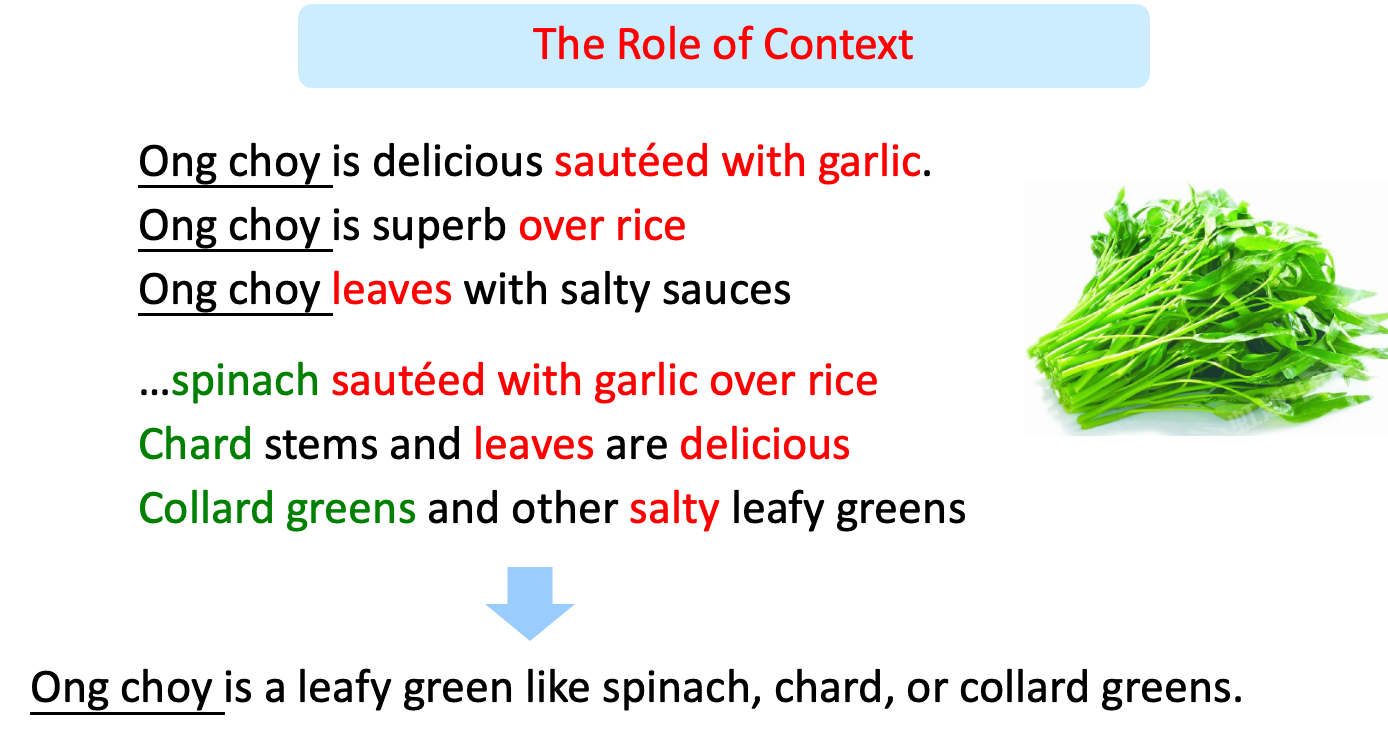 The Role of Context
Ong choy is delicious sautéed with garlic.
Ong choy is superb over rice
Ong choy leaves with salty sauces
…spinach sautéed with garlic over rice
Chard stems and leaves are delicious
Collard greens and other salty leafy greens
Ong choy is a leafy green like spinach, chard, or collard greens.